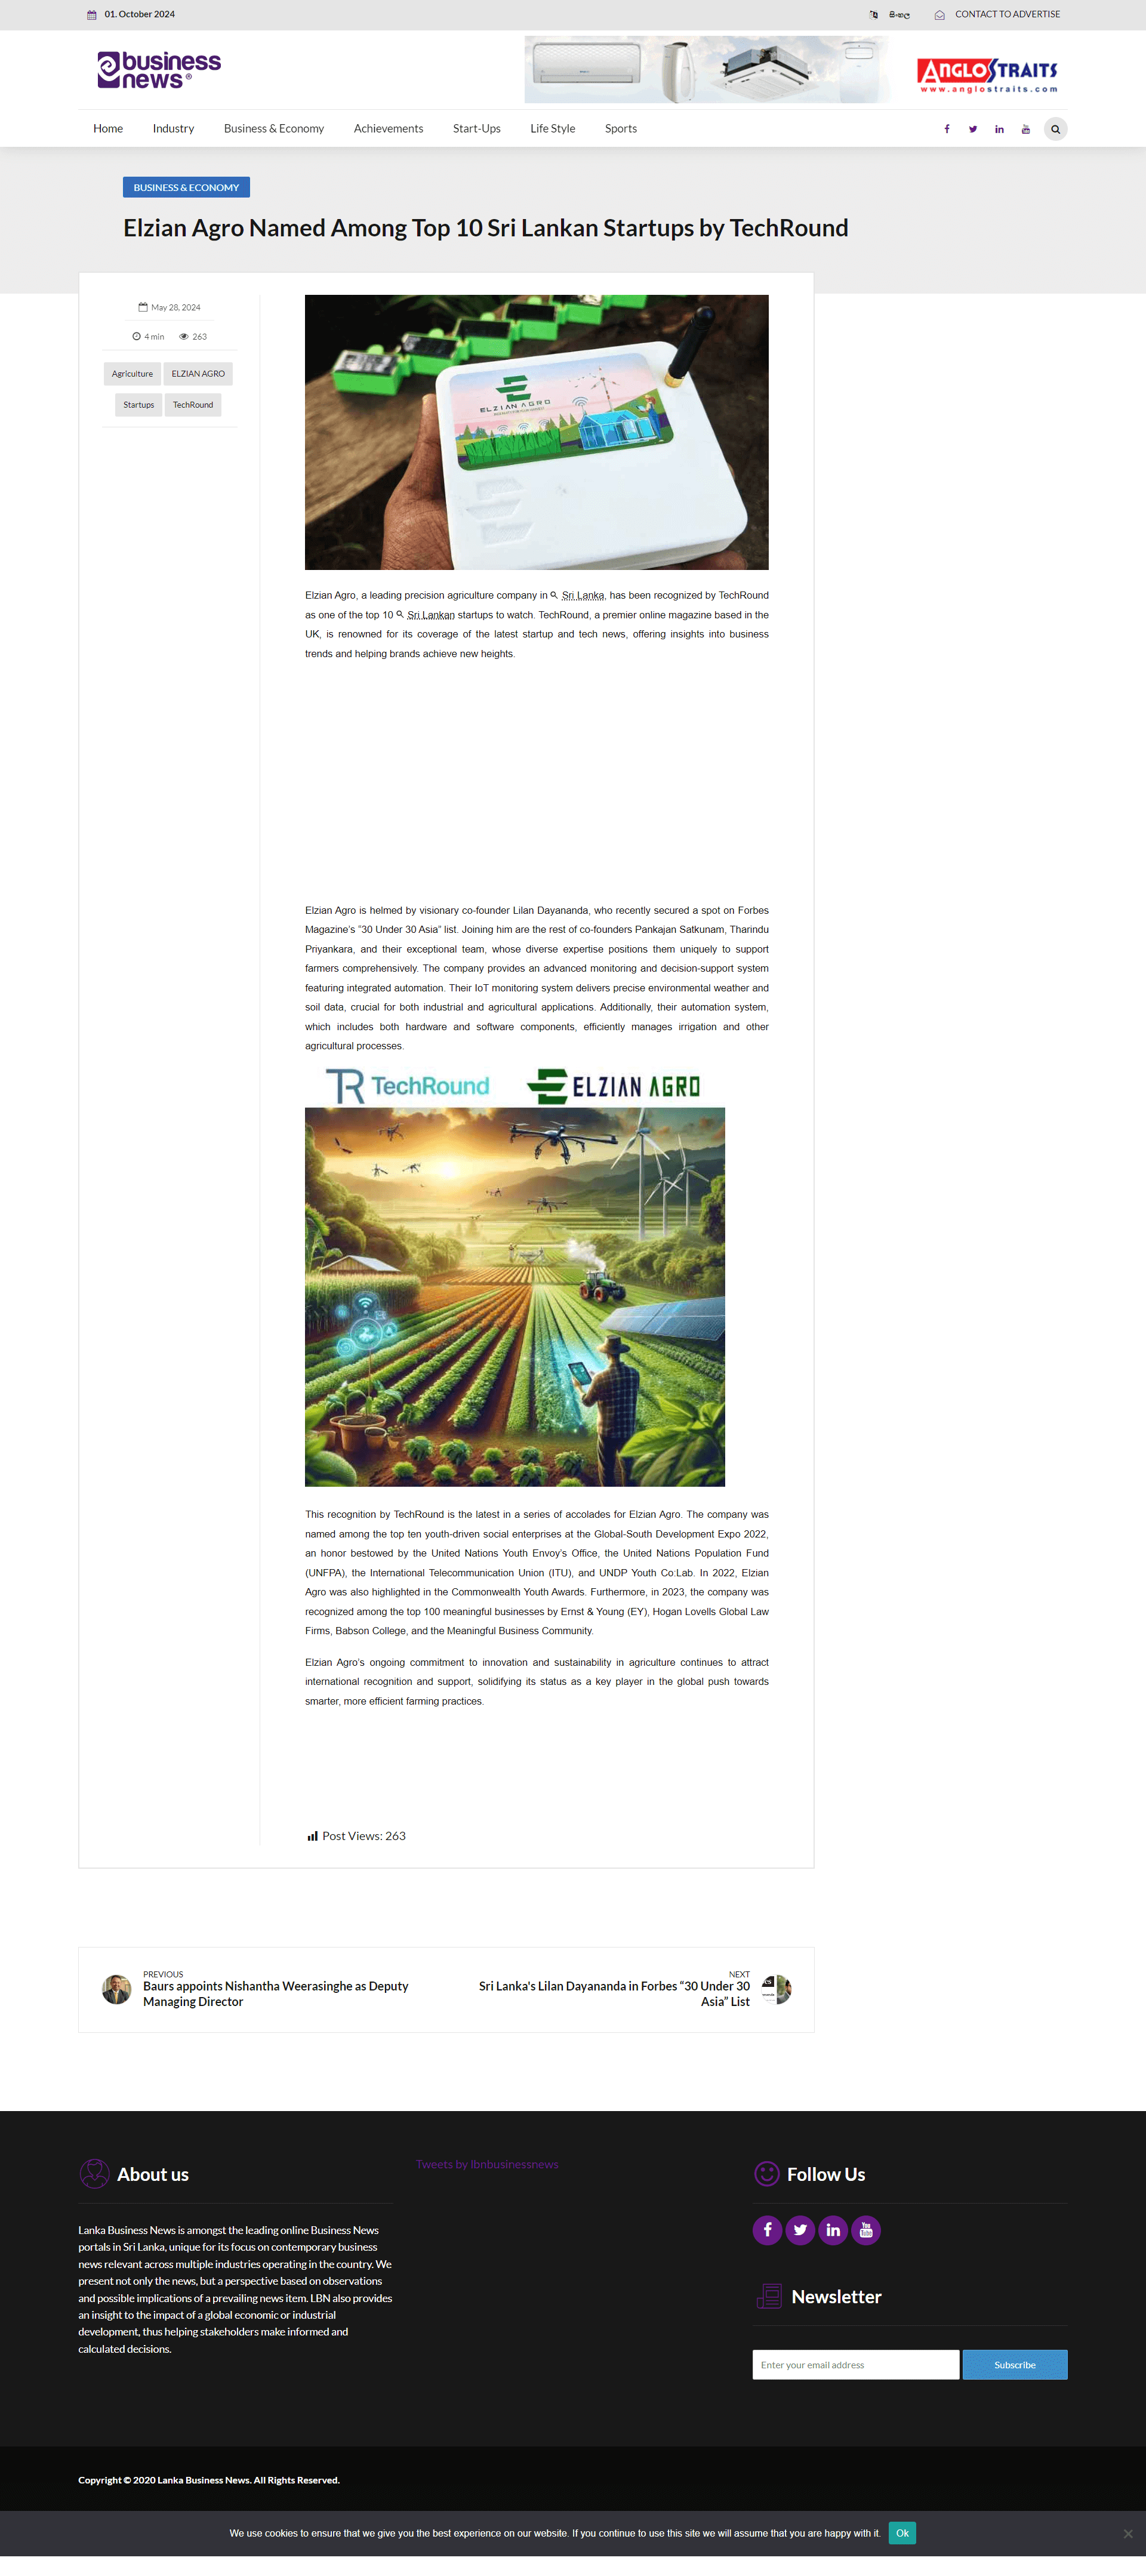 01. October 2024
සිංහල
CONTACT TO ADVERTISE
business
news®
ANGLOSTRAITS
www.anglostraits.com
Home
Industry
Business & Economy
Achievements
Start-Ups
Life Style
Sports
BUSINESS & ECONOMY
Elzian Agro Named Among Top 10 Sri Lankan Startups by TechRound
May 28, 2024
4 min
263
Agriculture
ELZIAN AGRO
Startups
TechRound
ELZIAN AGRO
Elzian Agro, a leading precision agriculture company in Sri Lanka, has been recognized by TechRound
as one of the top 10 Sri Lankan startups to watch. TechRound, a premier online magazine based in the
UK, is renowned for its coverage of the latest startup and tech news, offering insights into business
trends and helping brands achieve new heights.
Elzian Agro is helmed by visionary co-founder Lilan Dayananda, who recently secured a spot on Forbes
Magazine’s “30 Under 30 Asia” list. Joining him are the rest of co-founders Pankajan Satkunam, Tharindu
Priyankara, and their exceptional team, whose diverse expertise positions them uniquely to support
farmers comprehensively. The company provides an advanced monitoring and decision-support system
featuring integrated automation. Their IoT monitoring system delivers precise environmental weather and
soil data, crucial for both industrial and agricultural applications. Additionally, their automation system,
which includes both hardware and software components, efficiently manages irrigation and other
agricultural processes.
TR TechRound
ELZIAN AGRO
This recognition by TechRound is the latest in a series of accolades for Elzian Agro. The company was
named among the top ten youth-driven social enterprises at the Global-South Development Expo 2022,
an honor bestowed by the United Nations Youth Envoy’s Office, the United Nations Population Fund
(UNFPA), the International Telecommunication Union (ITU), and UNDP Youth Co:Lab. In 2022, Elzian
Agro was also highlighted in the Commonwealth Youth Awards. Furthermore, in 2023, the company was
recognized among the top 100 meaningful businesses by Ernst & Young (EY), Hogan Lovells Global Law
Firms, Babson College, and the Meaningful Business Community.
Elzian Agro’s ongoing commitment to innovation and sustainability in agriculture continues to attract
international recognition and support, solidifying its status as a key player in the global push towards
smarter, more efficient farming practices.
Post Views: 263
PREVIOUS
Baurs appoints Nishantha Weerasinghe as Deputy
Managing Director
NEXT
Sri Lanka's Lilan Dayananda in Forbes “30 Under 30
Asia” List
About us
Lanka Business News is amongst the leading online Business News
portals in Sri Lanka, unique for its focus on contemporary business
news relevant across multiple industries operating in the country. We
present not only the news, but a perspective based on observations
and possible implications of a prevailing news item. LBN also provides
an insight to the impact of a global economic or industrial
development, thus helping stakeholders make informed and
calculated decisions.
Tweets by lbnbusinessnews
Follow Us
Newsletter
Enter your email address
Subscribe
Copyright © 2020 Lanka Business News. All Rights Reserved.
We use cookies to ensure that we give you the best experience on our website. If you continue to use this site we will assume that you are happy with it.
Ok